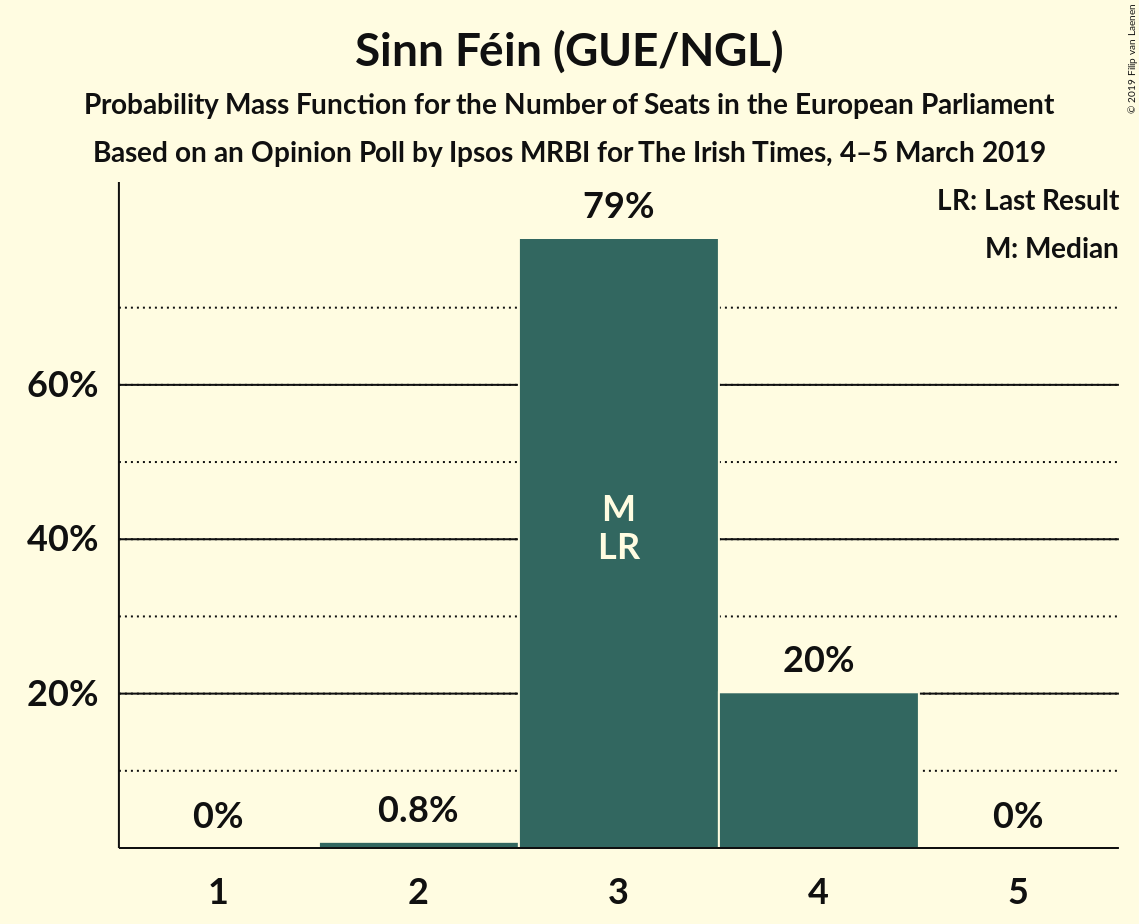 Sinn Féin (GUE/NGL)
Probability Mass Function for the Number of Seats in the European Parliament
Based on an Opinion Poll by Ipsos MRBI for The Irish Times, 4–5 March 2019
© 2019 Filip van Laenen
LR: Last Result
M: Median
79%
60%
M
40%
LR
20%
20%
0%
0.8%
0%
1 2 3 4 5